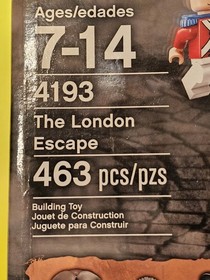 Ages/edades
7-14
4193
The London
Escape
463 pcs/pzs
Building Toy
Jouet de Construction
Juguete para Construir